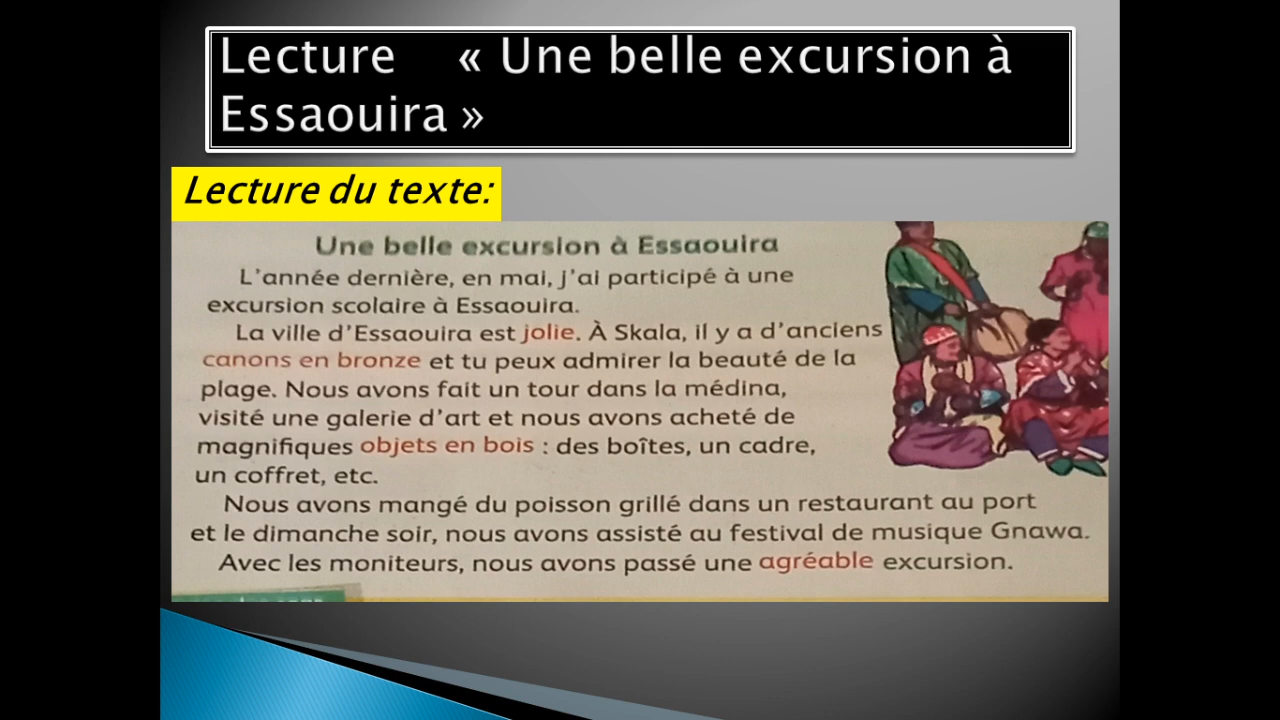 Lecture « Une belle excursion à
Essaouira »
Lecture du texte:
Une belle excursion à Essaouira
L'année dernière, en mai, j'ai participé à une
excursion scolaire à Essaouira.
La ville d'Essaouira est jolie. À Skala, il y a d'anciens
canons en bronze et tu peux admirer la beauté de la
plage. Nous avons fait un tour dans la médina,
visité une galerie d'art et nous avons acheté de
magnifiques objets en bois : des boîtes, un cadre,
un coffret, etc.
Nous avons mangé du poisson grillé dans un restaurant au port
et le dimanche soir, nous avons assisté au festival de musique Gnawa.
Avec les moniteurs, nous avons passé une agréable excursion.